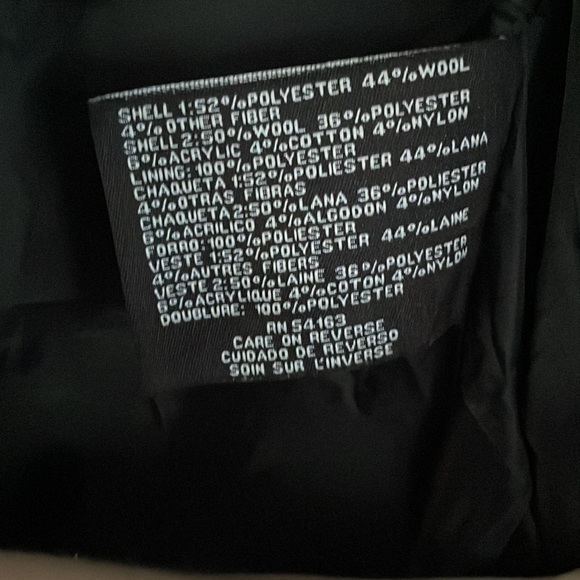 SHELL 1:52%POLYESTER 44%WOOL
4% OTHER FIBER
SHELL 2:50%WOOL 36%POLYESTER
6%ACRYLIC 4%COTTON 4%NYLON
LINING:100%POLYESTER
CHAQUETA 1:52%POLIESTER 44%LANA
4%OTRAS FIBRAS
CHAQUETA2:50%LANA 36%POLIESTER
6%ACRILICO 4%ALGODON 4%NYLON
FORRO:100%POLIESTER
VESTE 1:52%POLYESTER 44%LAINE
4%AUTRES FIBERS
VESTE 2:50%LAINE 36%POLYESTER
6%ACRYLIQUE 4%COTON 4%NYLON
DOUGLURE: 100%POLYESTER
RN 54163
CARE ON REVERSE
CUIDADO DE REVERSO
SOIN SUR L'INVERSE